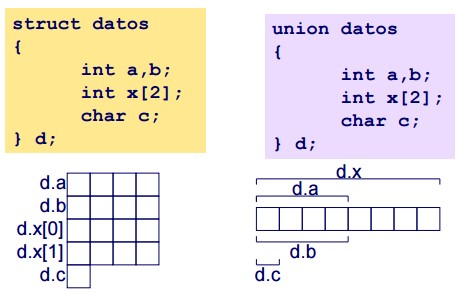 struct datos
{
int a,b;
int x[2];
char c;
} d;
union datos
{
int a,b;
int x[2];
char c;
} d;
d.a
d.b
d.x[0]
d.x[1]
d.c
d.x
d.a
d.b
d.c